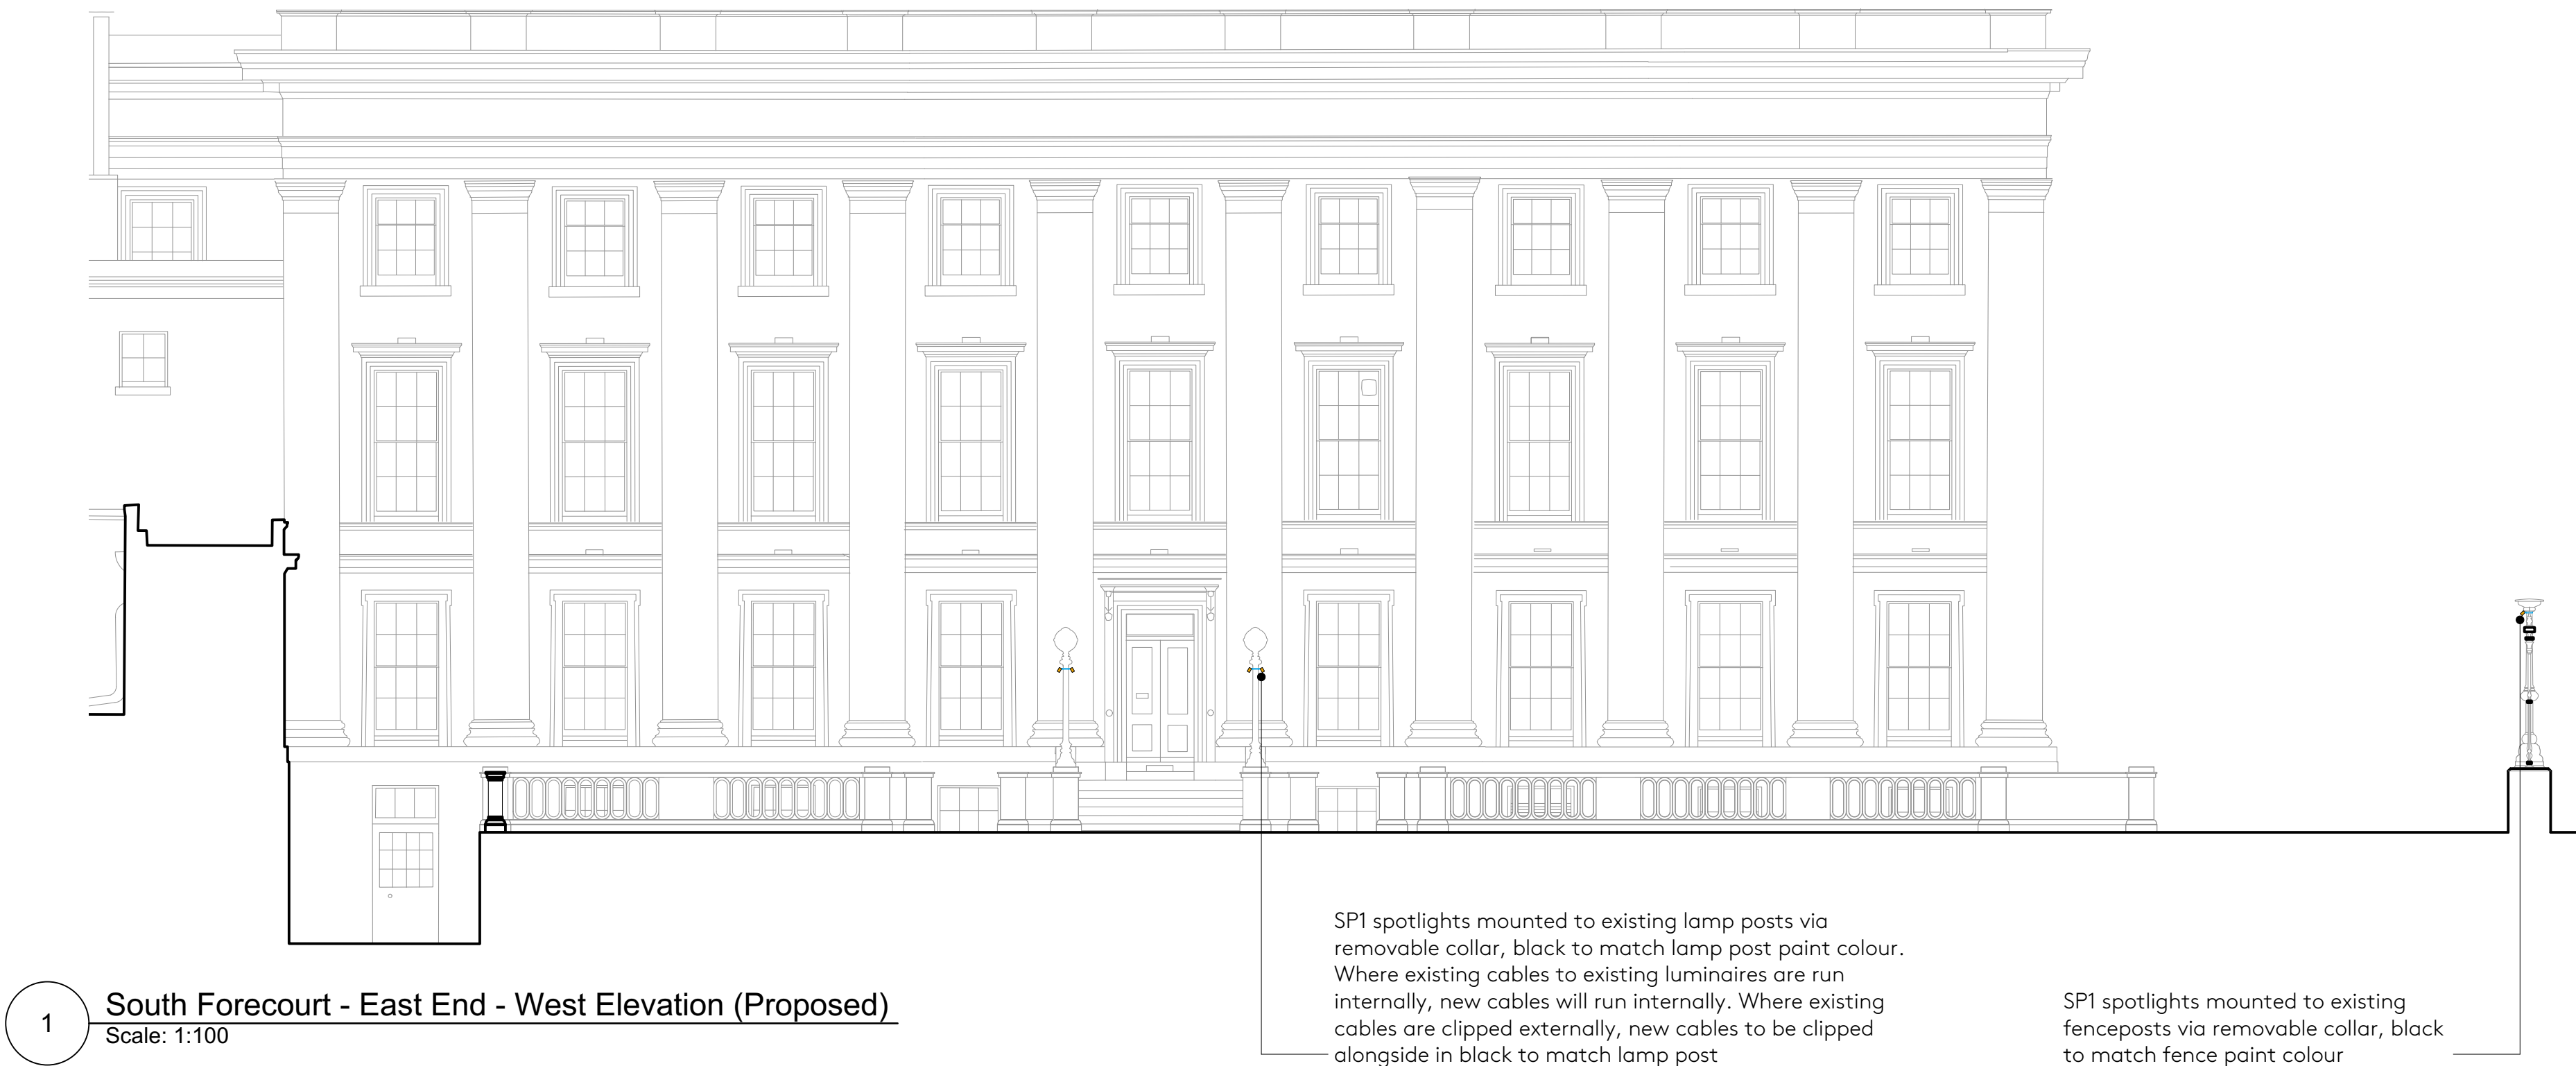 SP1 spotlights mounted to existing lamp posts via
removable collar, black to match lamp post paint colour.
Where existing cables to existing luminaires are run
internally, new cables will run internally. Where existing
cables are clipped externally, new cables to be clipped
alongside in black to match lamp post
SP1 spotlights mounted to existing
fenceposts via removable collar, black
to match fence paint colour
1
South Forecourt - East End - West Elevation (Proposed)
Scale: 1:100